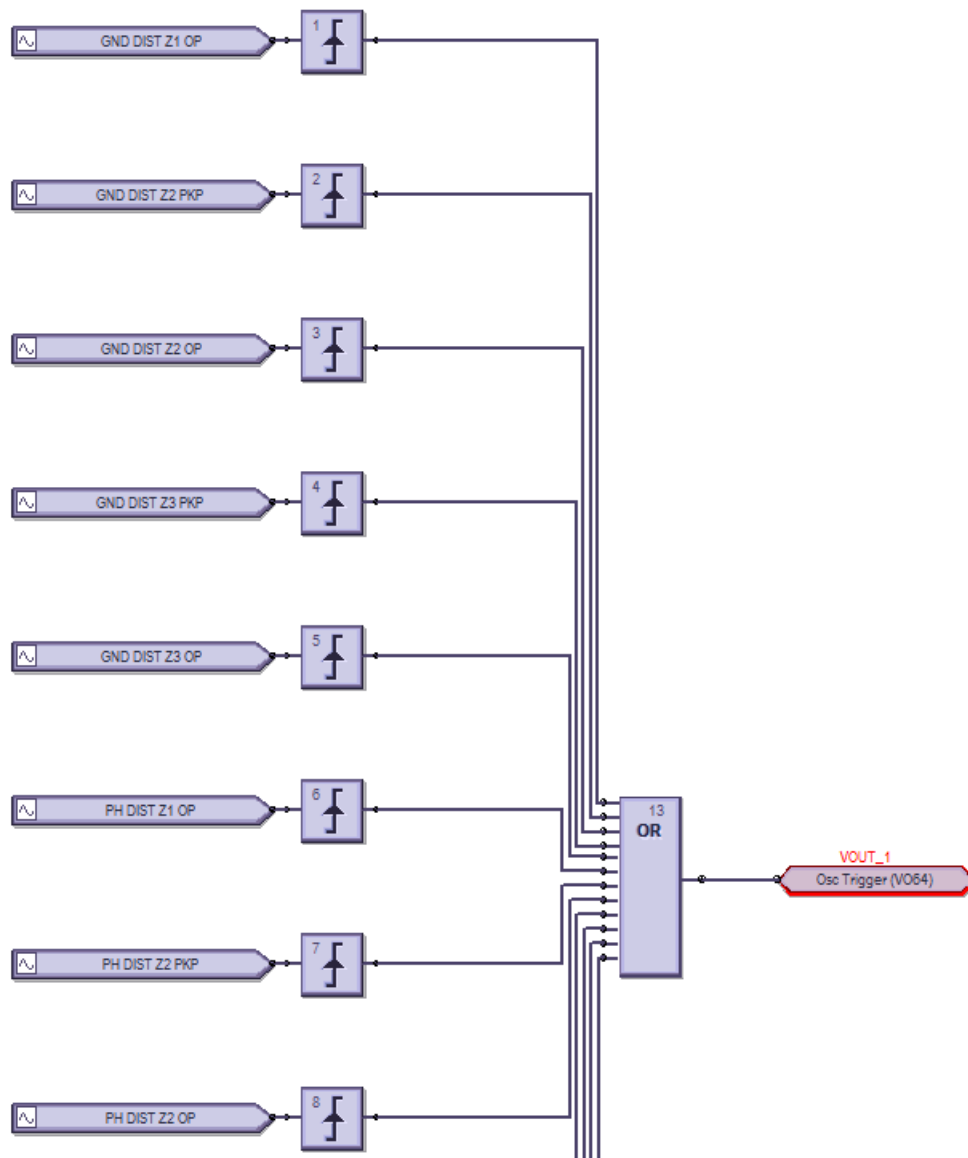 GND DIST Z1 OP
1
GND DIST Z2 PKP
2
GND DIST Z2 OP
3
GND DIST Z3 PKP
4
GND DIST Z3 OP
5
PH DIST Z1 OP
6
13
OR
VOUT_1
Osc Trigger (VO64)
PH DIST Z2 PKP
7
PH DIST Z2 OP
8